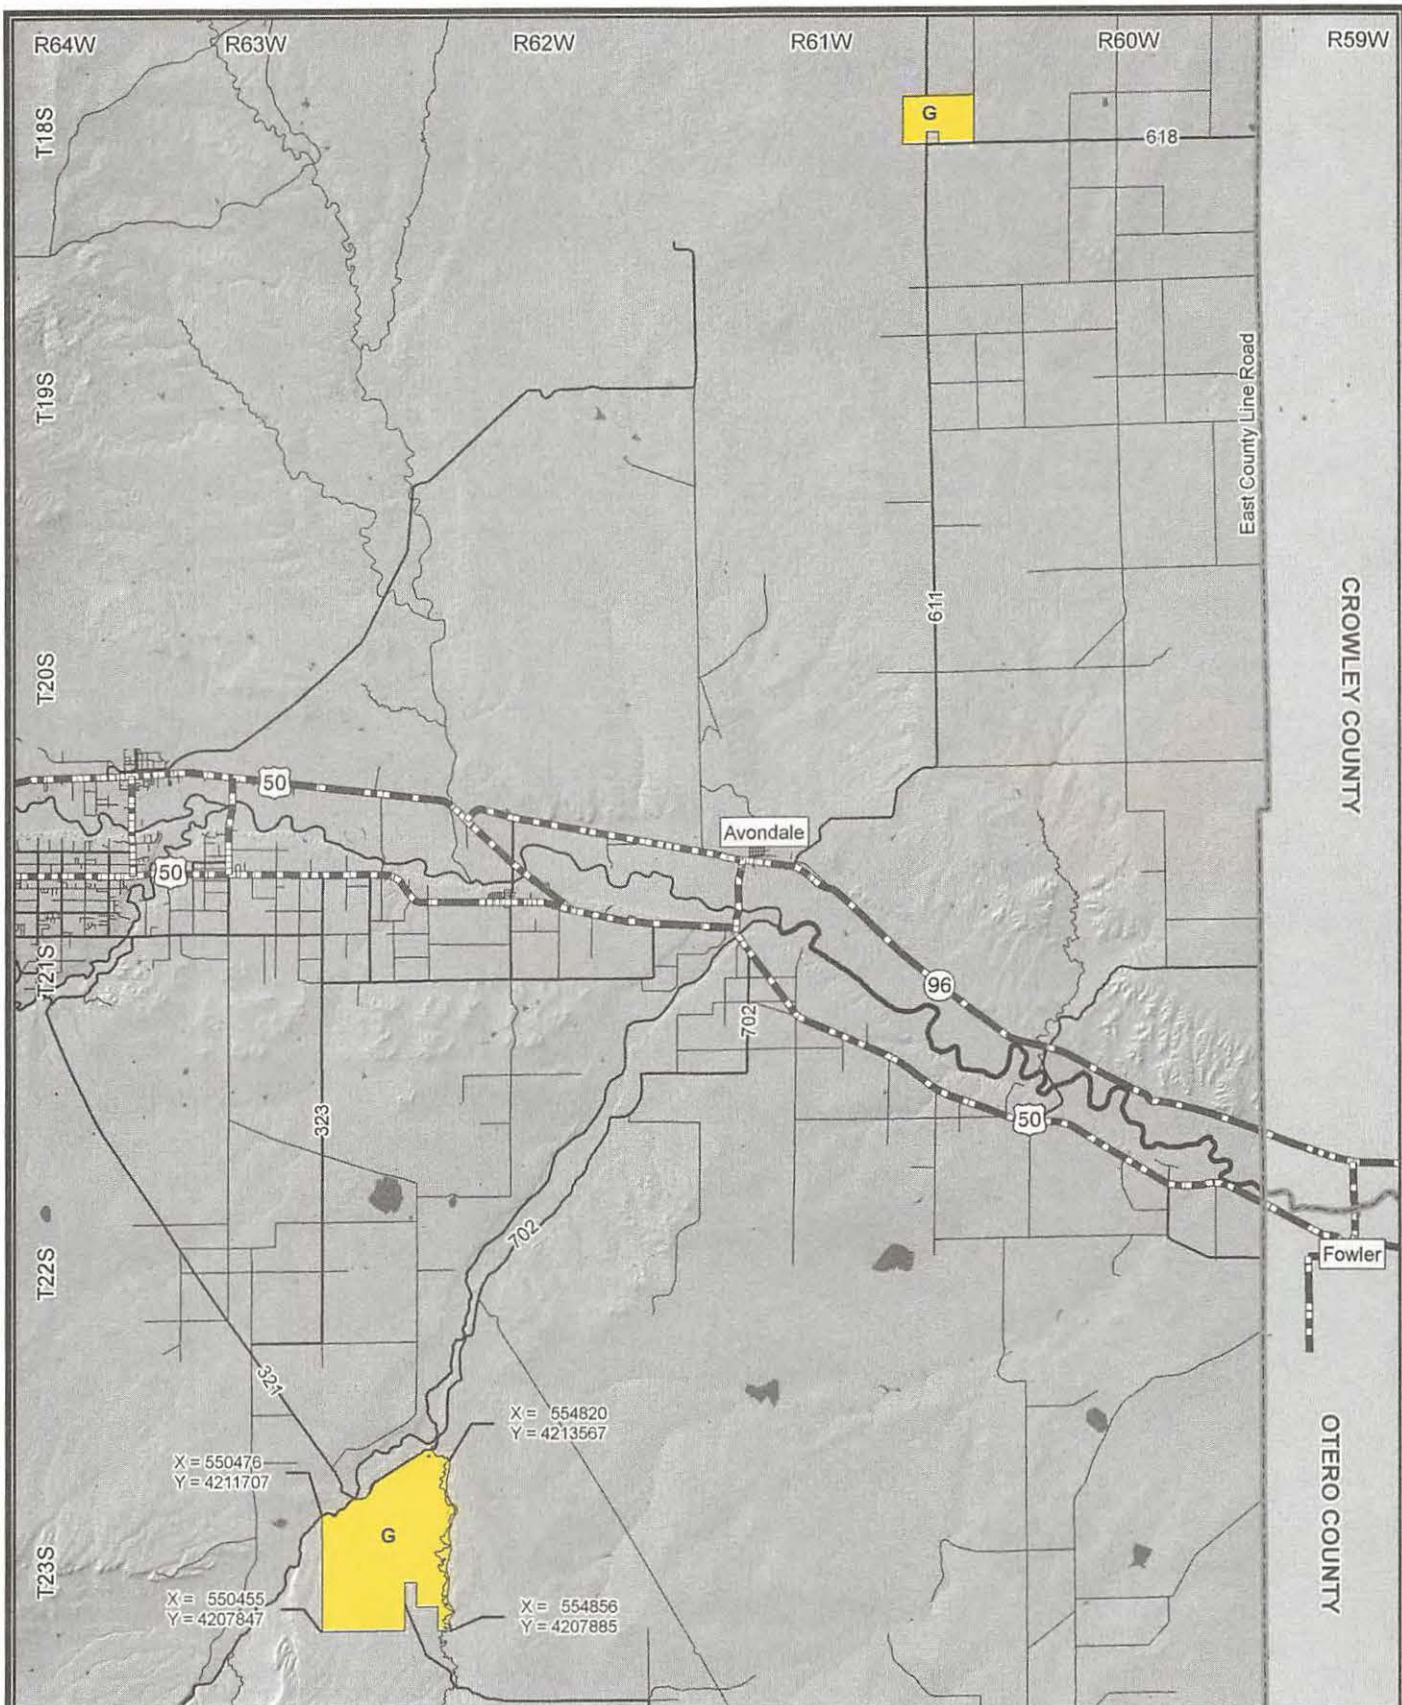 R64W R63W R62W R61W R60W R59W
T18S
G
618
T19S
East County Line Road
CROWLEY COUNTY
611
T20S
50
Avondale
50
T21S
96
702
323
50
702
T22S
Fowler
321
X = 554820
Y = 4213567
X = 550476
Y = 4211707
OTERO COUNTY
G
T23S
X = 550455
Y = 4207847
X = 554856
Y = 4207885